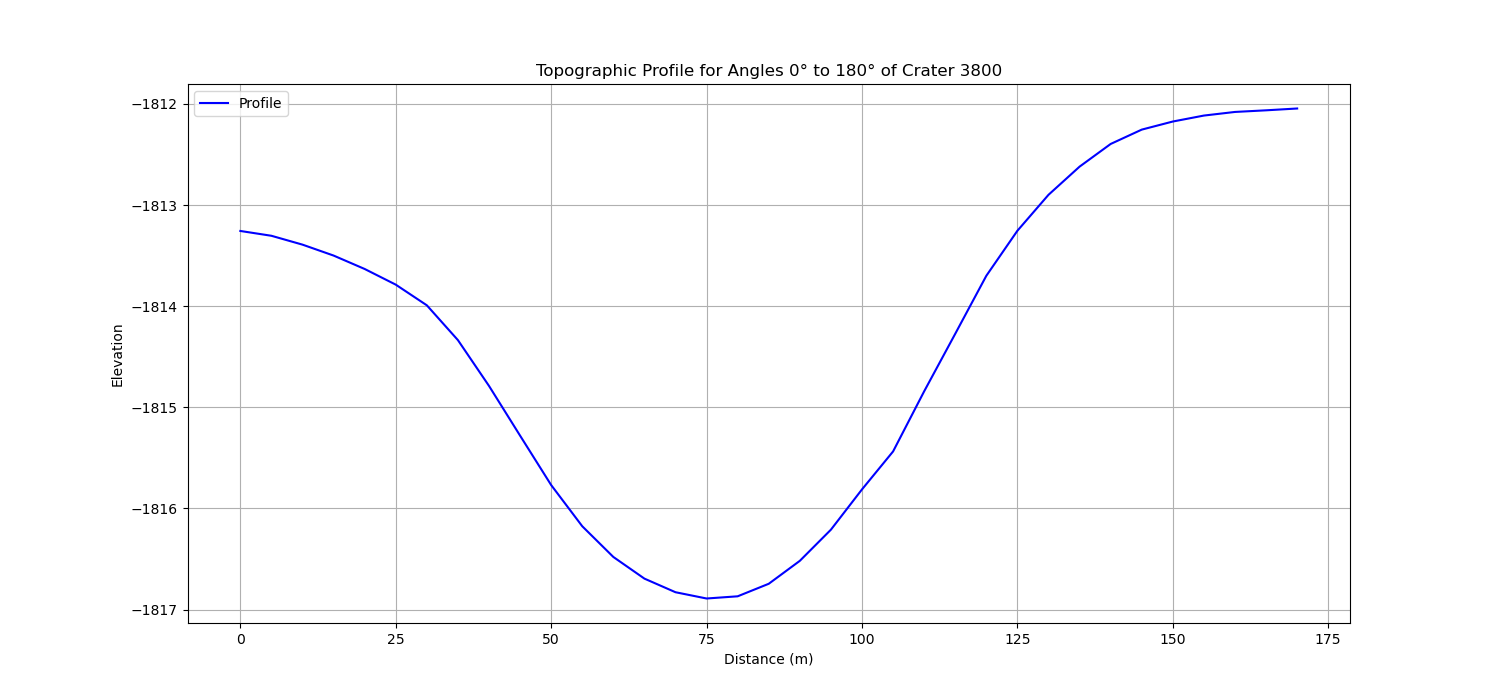 Topographic Profile for Angles 0° to 180° of Crater 3800
Profile
−1812
−1813
−1814
−1815
−1816
−1817
Elevation
0 25 50 75 100 125 150 175
Distance (m)